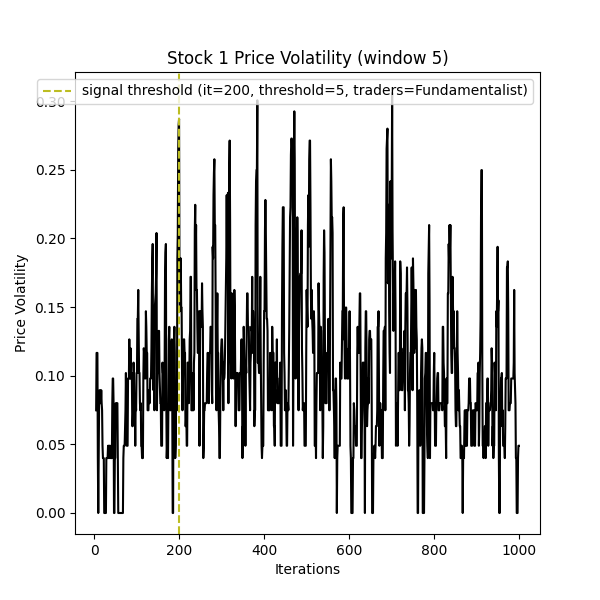 Stock 1 Price Volatility (window 5)
signal threshold (it=200, threshold=5, traders=Fundamentalist)
0.30
0.25
0.20
0.15
0.10
0.05
0.00
Price Volatility
0 200 400 600 800 1000
Iterations